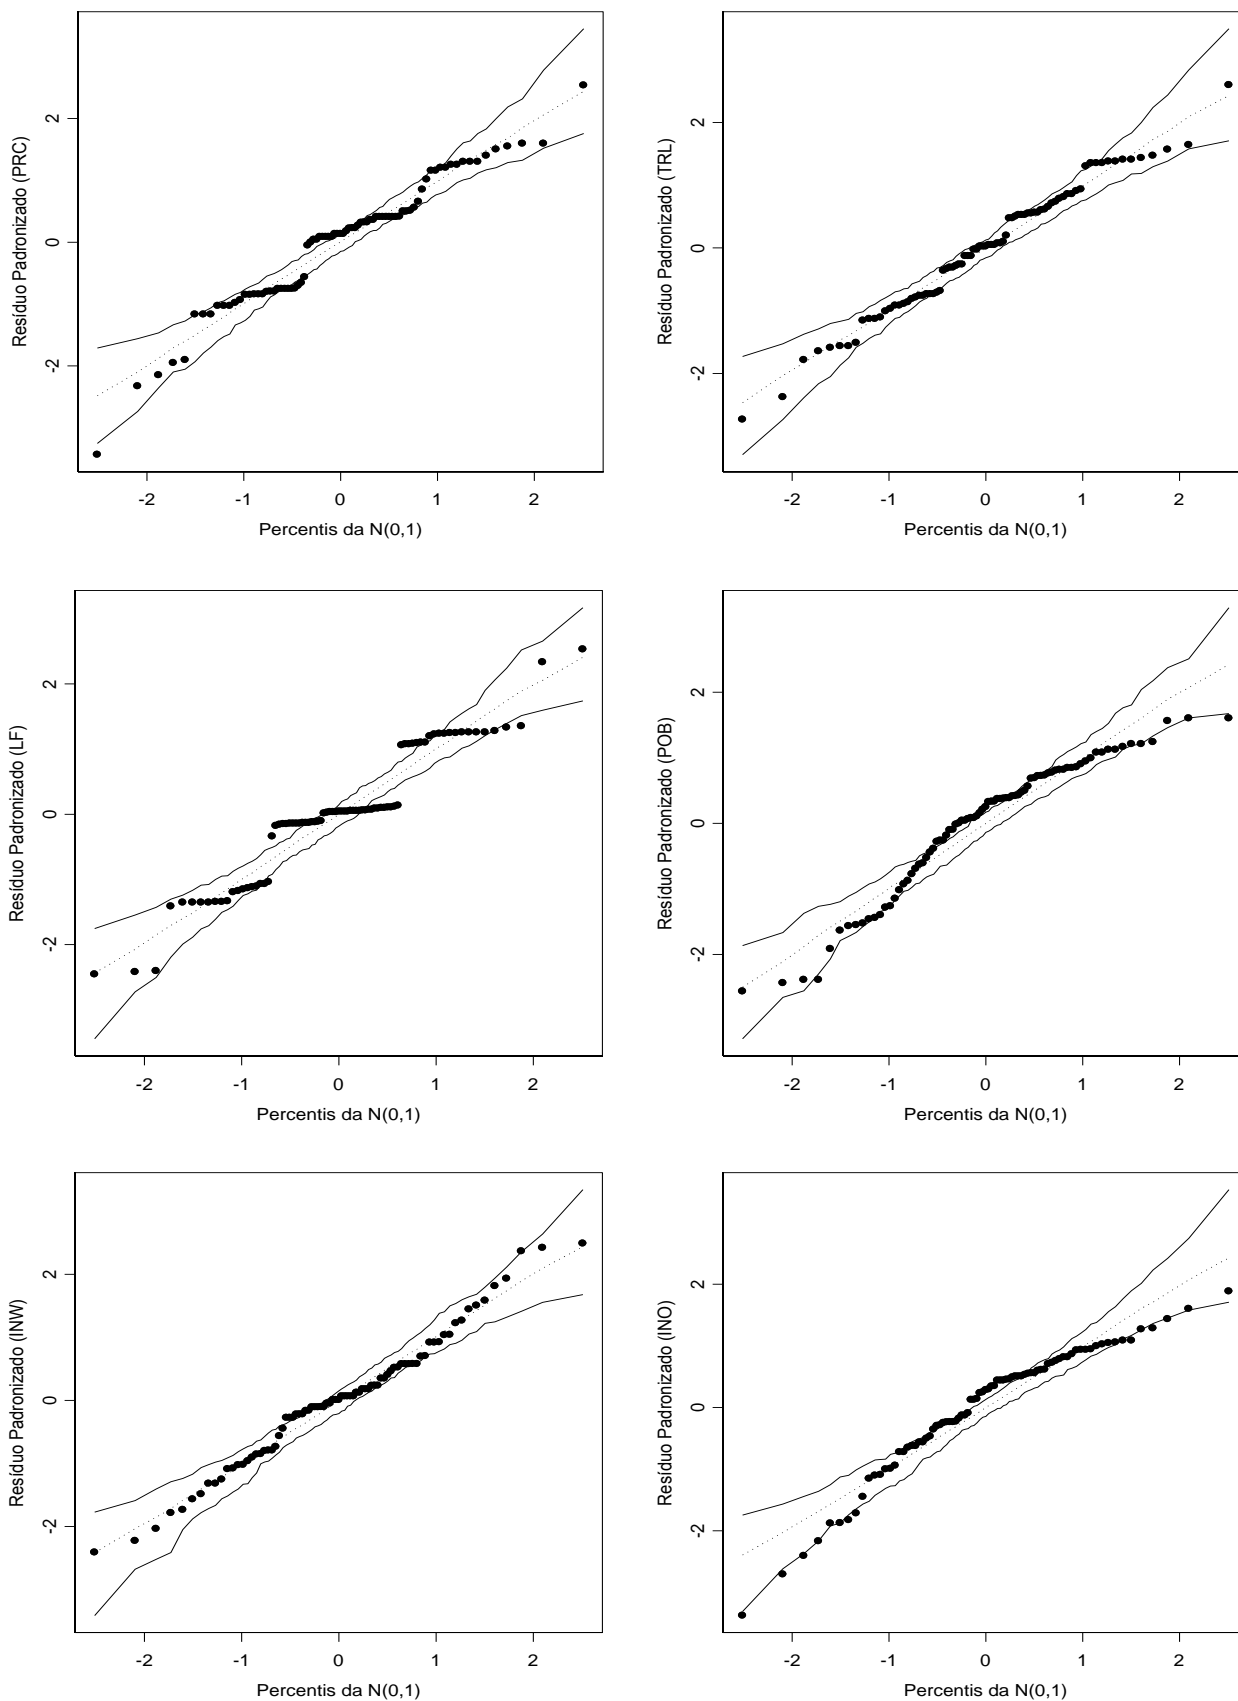 Resíduo Padronizado (PRC)
2
0
-2
-2 -1 0 1 2
Percentis da N(0,1)
Resíduo Padronizado (TRL)
2
0
-2
-2 -1 0 1 2
Percentis da N(0,1)
Resíduo Padronizado (LF)
2
0
-2
-2 -1 0 1 2
Percentis da N(0,1)
Resíduo Padronizado (POB)
2
0
-2
-2 -1 0 1 2
Percentis da N(0,1)
Resíduo Padronizado (INW)
2
0
-2
-2 -1 0 1 2
Percentis da N(0,1)
Resíduo Padronizado (INO)
2
0
-2
-2 -1 0 1 2
Percentis da N(0,1)